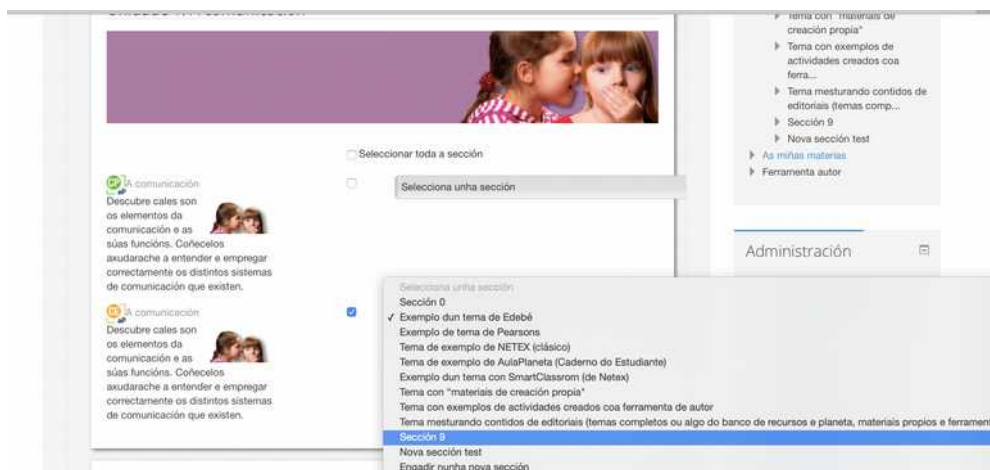 Tema con "materiais de
creación propia"
Tema con exemplos de
actividades creados coa
ferra...
Tema mesturando contidos de
editoriais (temas comp...
Sección 9
Nova sección test
As miñas materias
Ferramenta autor
Seleccionar toda a sección
CP A comunicación
Selecciona unha sección
Descubre cales son
os elementos da
comunicación e as
súas funcións. Coñecelos
axudarache a entender e empregar
correctamente os distintos sistemas
de comunicación que existen.
Administración
A comunicación
Descubre cales son
os elementos da
comunicación e as
súas funcións. Coñecelos
axudarache a entender e empregar
correctamente os distintos sistemas
de comunicación que existen.
Selecciona unha sección
Sección 0
✓ Exemplo dun tema de Edebé
Exemplo de tema de Pearsons
Tema de exemplo de NETEX (clásico)
Tema de exemplo de AulaPlaneta (Caderno do Estudiante)
Exemplo dun tema con SmartClassrom (de Netex)
Tema con "materiais de creación propia"
Tema con exemplos de actividades creados coa ferramenta de autor
Tema mesturando contidos de editoriais (temas completos ou algo do banco de recursos e planeta, materiais propios e ferrament
Sección 9
Nova sección test
Engadir nunha nova sección